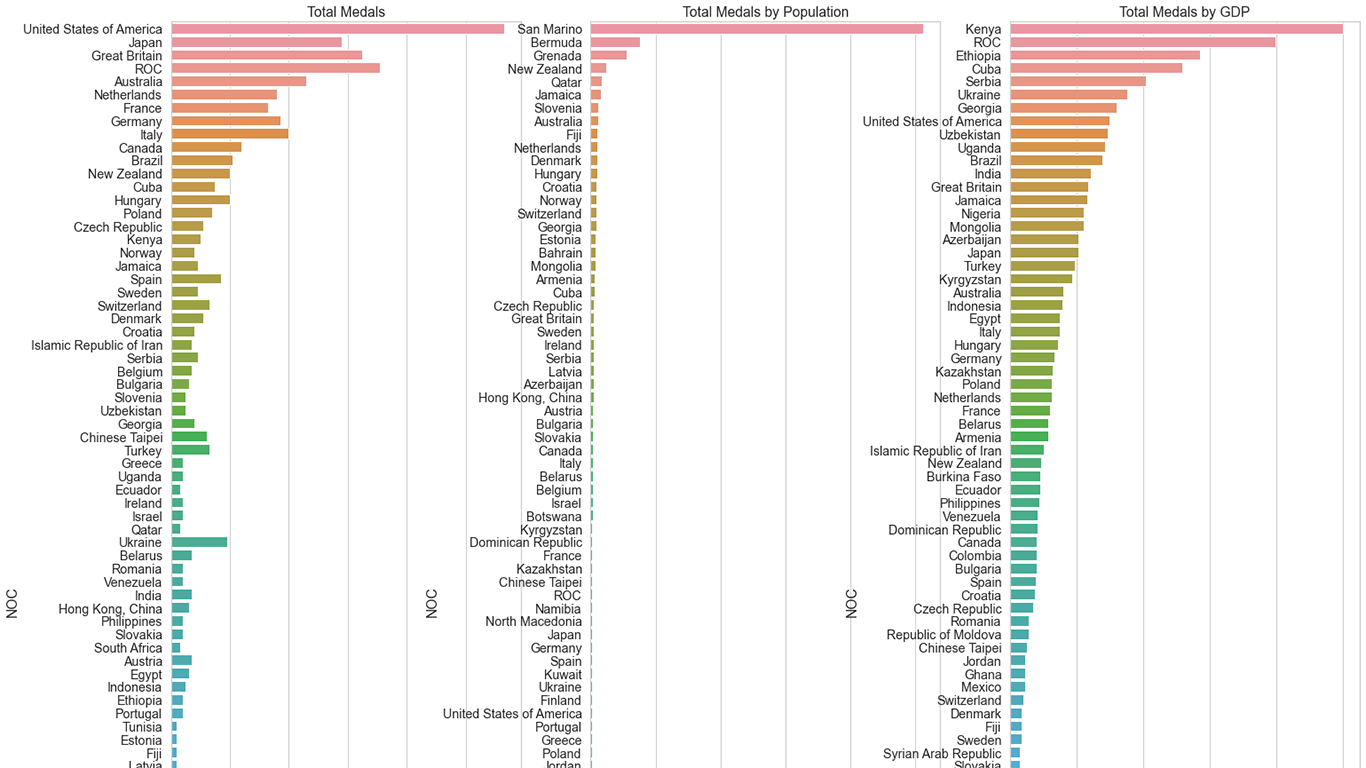 Total Medals
United States of America
Japan
Great Britain
ROC
Australia
Netherlands
France
Germany
Italy
Canada
Brazil
New Zealand
Cuba
Hungary
Poland
Czech Republic
Kenya
Norway
Jamaica
Spain
Sweden
Switzerland
Denmark
Croatia
Islamic Republic of Iran
Serbia
Belgium
Bulgaria
Slovenia
Uzbekistan
Georgia
Chinese Taipei
Turkey
Greece
Uganda
Ecuador
Ireland
Israel
Qatar
Ukraine
Belarus
Romania
Venezuela
India
Hong Kong, China
Philippines
Slovakia
South Africa
Austria
Egypt
Indonesia
Ethiopia
Portugal
Tunisia
Estonia
Fiji
Latvia
NOC
Total Medals by Population
San Marino
Bermuda
Grenada
New Zealand
Qatar
Jamaica
Slovenia
Australia
Fiji
Netherlands
Denmark
Hungary
Croatia
Norway
Switzerland
Georgia
Estonia
Bahrain
Mongolia
Armenia
Cuba
Czech Republic
Great Britain
Sweden
Ireland
Serbia
Latvia
Azerbaijan
Hong Kong, China
Austria
Bulgaria
Slovakia
Canada
Italy
Belarus
Belgium
Israel
Botswana
Kyrgyzstan
Dominican Republic
France
Kazakhstan
Chinese Taipei
ROC
Namibia
North Macedonia
Japan
Germany
Spain
Kuwait
Ukraine
Finland
United States of America
Portugal
Greece
Poland
Jordan
NOC
Total Medals by GDP
Kenya
ROC
Ethiopia
Cuba
Serbia
Ukraine
Georgia
United States of America
Uzbekistan
Uganda
Brazil
India
Great Britain
Jamaica
Nigeria
Mongolia
Azerbaijan
Japan
Turkey
Kyrgyzstan
Australia
Indonesia
Egypt
Italy
Hungary
Germany
Kazakhstan
Poland
Netherlands
France
Belarus
Armenia
Islamic Republic of Iran
New Zealand
Burkina Faso
Ecuador
Philippines
Venezuela
Dominican Republic
Canada
Colombia
Bulgaria
Spain
Croatia
Czech Republic
Romania
Republic of Moldova
Chinese Taipei
Jordan
Ghana
Mexico
Switzerland
Denmark
Fiji
Sweden
Syrian Arab Republic
Slovakia
NOC